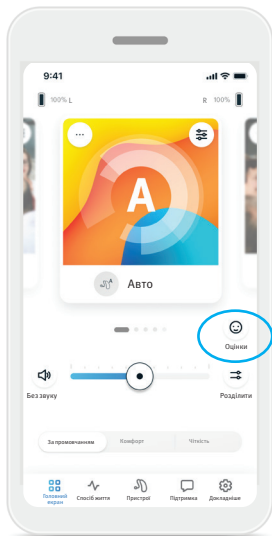 9:41
100% L
R 100%
A
A
Авто
Оцінки
Без звуку
Розділити
За промовчанням
Комфорт
Чіткість
Головний
екран
Спосіб життя
Пристрої
Підтримка
Докладніше